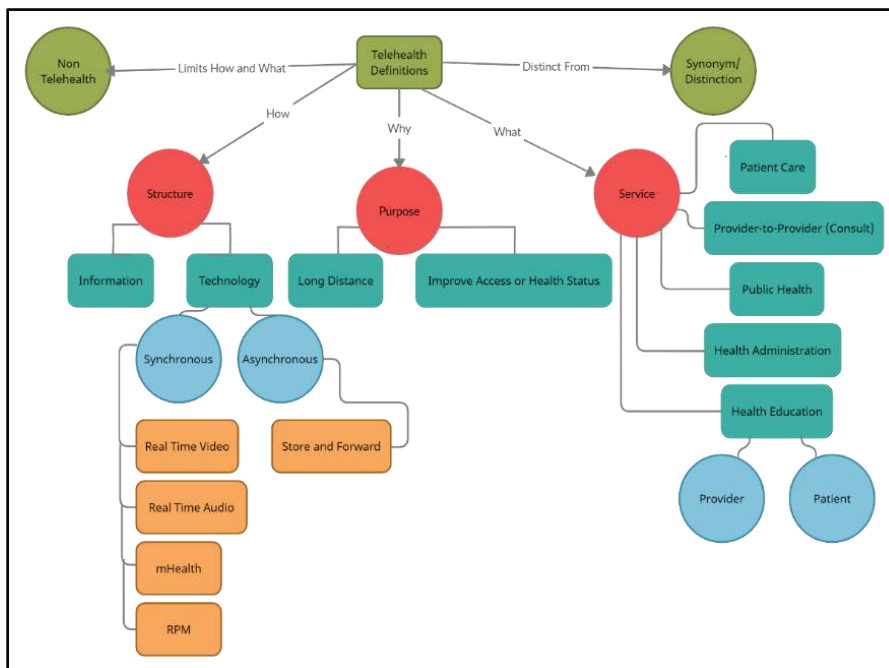 Non
Telehealth
Limits How and What
Telehealth
Definitions
Distinct From
Synonym/
Distinction
How
Why
What
Structure
Purpose
Service
Patient Care
Provider-to-Provider (Consult)
Information
Technology
Long Distance
Improve Access or Health Status
Public Health
Synchronous
Asynchronous
Health Administration
Health Education
Real Time Video
Store and Forward
Provider
Patient
Real Time Audio
mHealth
RPM